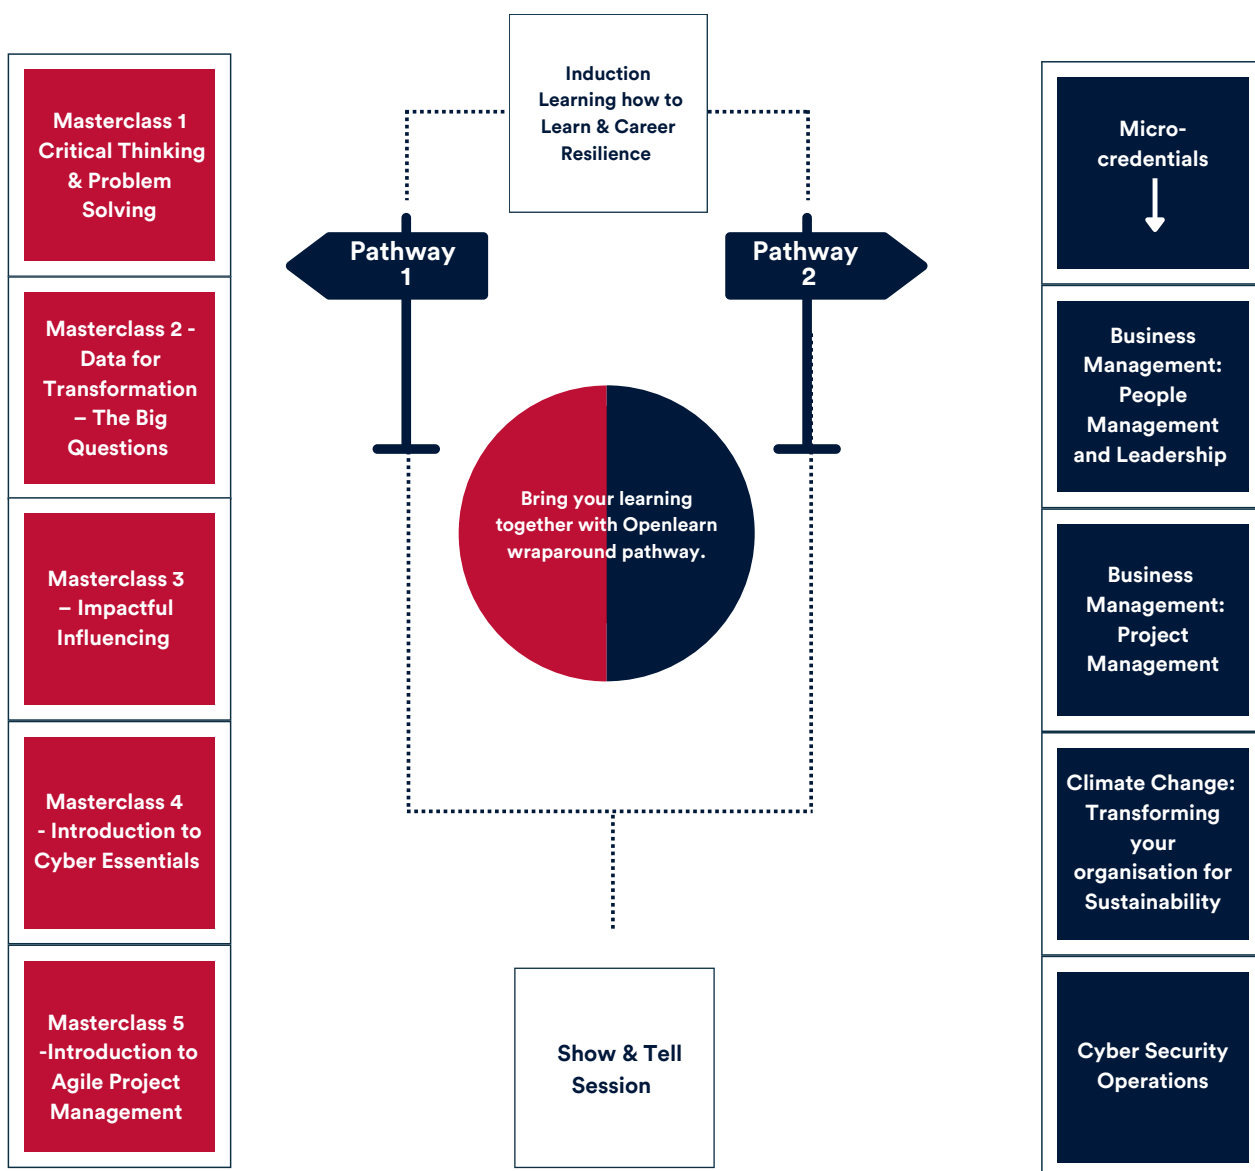 Masterclass 1
Critical Thinking
& Problem
Solving
Masterclass 2 -
Data for
Transformation
– The Big
Questions
Masterclass 3
– Impactful
Influencing
Masterclass 4
- Introduction to
Cyber Essentials
Masterclass 5
-Introduction to
Agile Project
Management
Induction
Learning how to
Learn & Career
Resilience
Pathway
1
Pathway
2
Bring your learning
together with Openlearn
wraparound pathway.
Show & Tell
Session
Micro-
credentials
Business
Management:
People
Management
and Leadership
Business
Management:
Project
Management
Climate Change:
Transforming
your
organisation for
Sustainability
Cyber Security
Operations